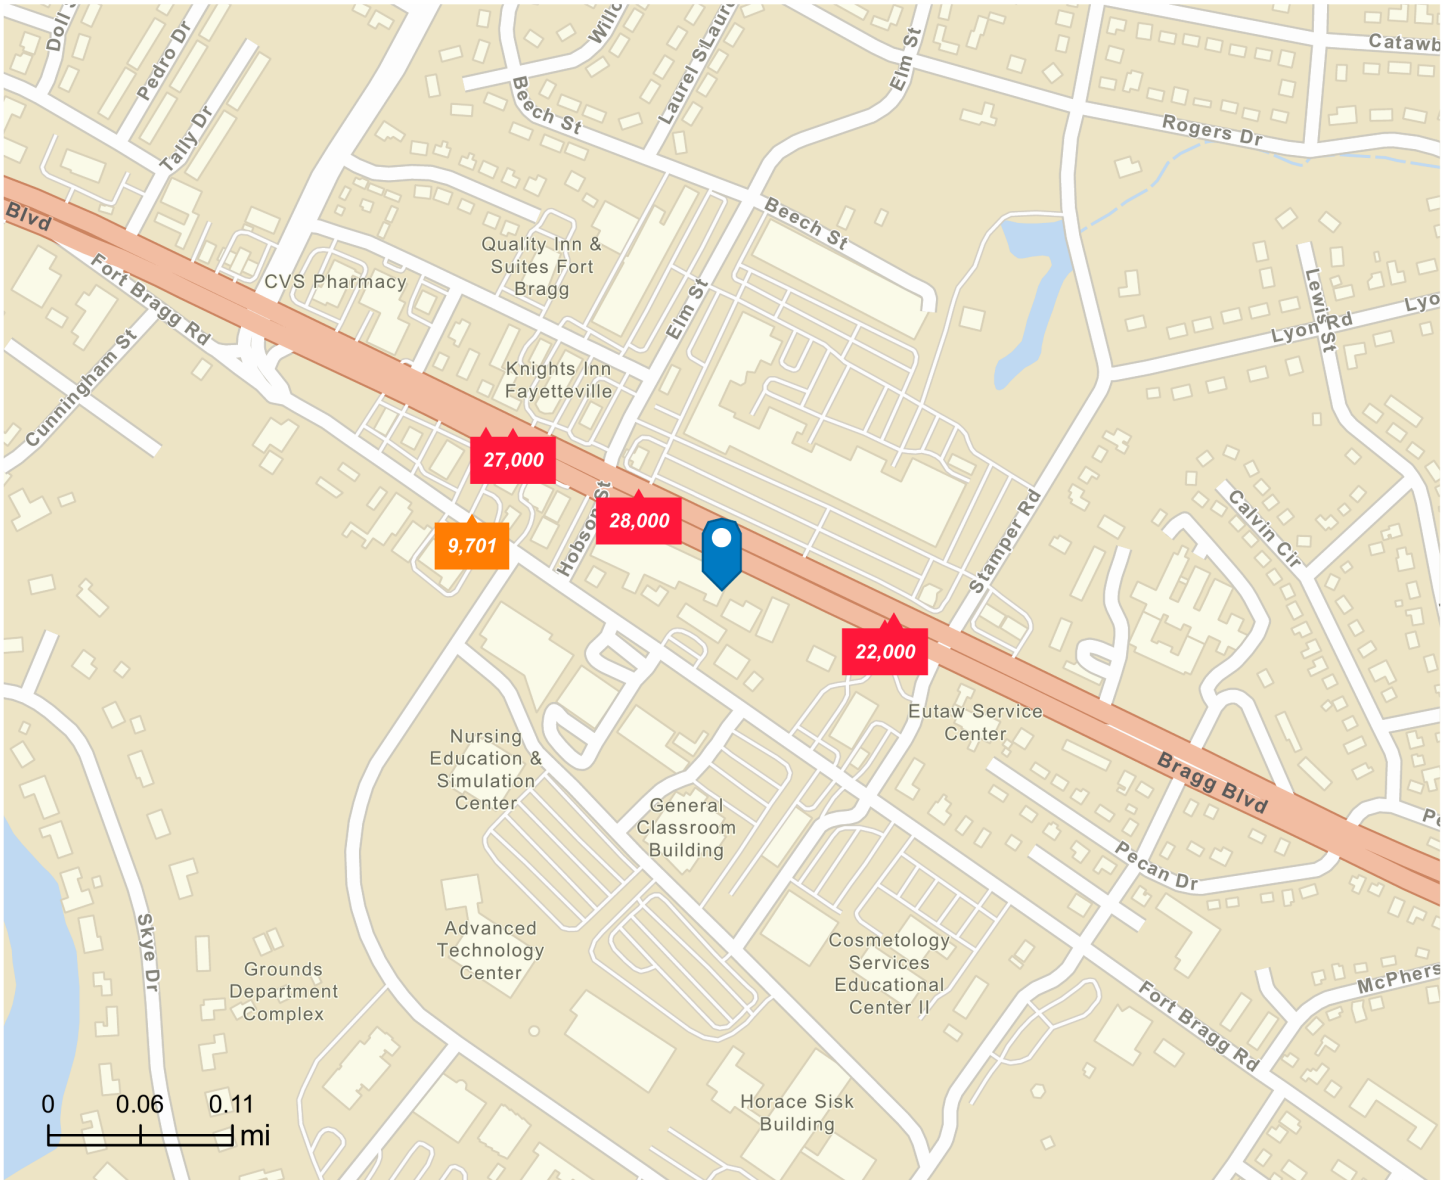 Doll
Pedro Dr
Tally Dr
Willo
Laurel S
Laure
Elm St
Catawb
Beech St
Rogers Dr
Blvd
Fort Bragg Rd
CVS Pharmacy
Quality Inn &
Suites Fort
Bragg
Beech St
Elm St
Lewis St
Lyon Rd
Lyo
Cunningham St
Knights Inn
Fayetteville
27,000
28,000
9,701
Hobson St
Stamper Rd
Calvin Cir
22,000
Eutaw Service
Center
Nursing
Education &
Simulation
Center
Bragg Blvd
General
Classroom
Building
Pe
Pecan Dr
Skye Dr
Advanced
Technology
Center
Cosmetology
Services
Educational
Center II
Grounds
Department
Complex
McPhers
Fort Bragg Rd
Horace Sisk
Building
0 0.06 0.11
mi